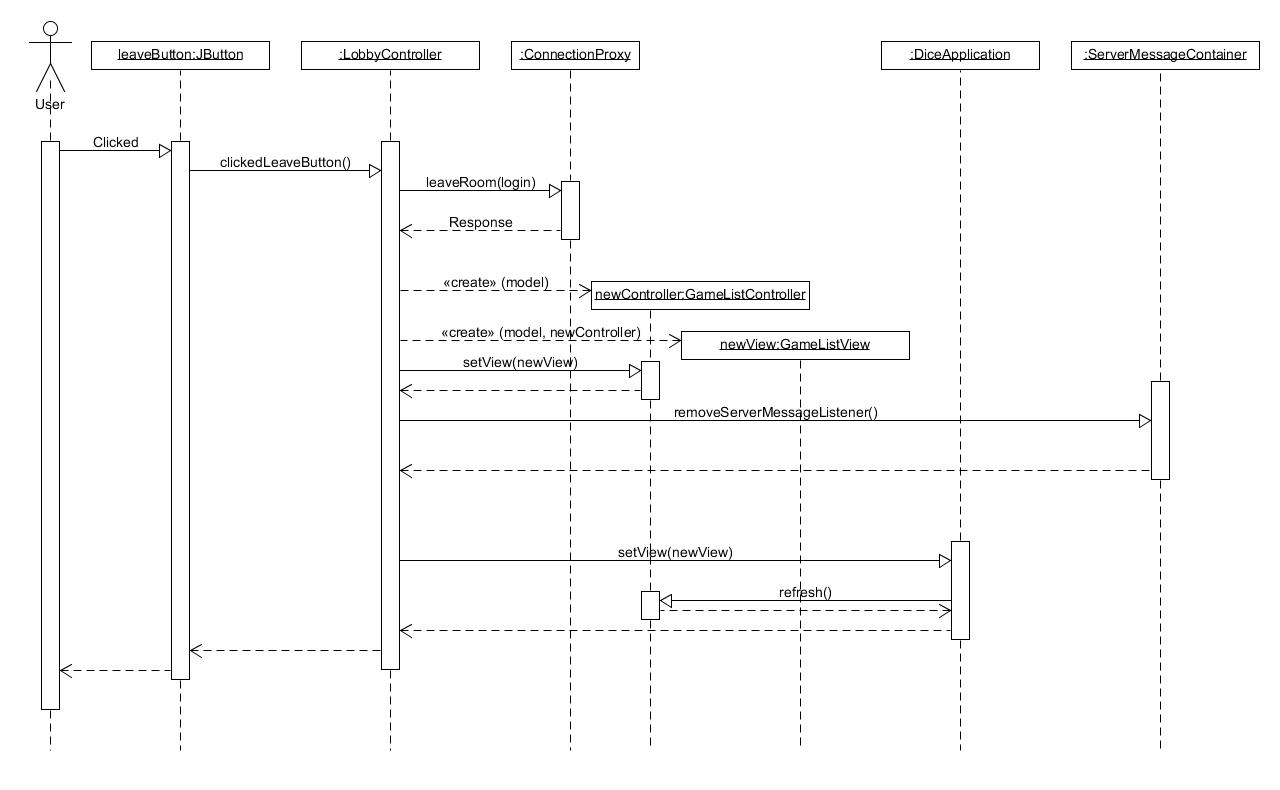 leaveButton:JButton
:LobbyController
:ConnectionProxy
:DiceApplication
:ServerMessageContainer
User
Clicked
clickedLeaveButton()
leaveRoom(login)
Response
«create» (model)
newController:GameListController
«create» (model, newController)
newView:GameListView
setView(newView)
removeServerMessageListener()
setView(newView)
refresh()